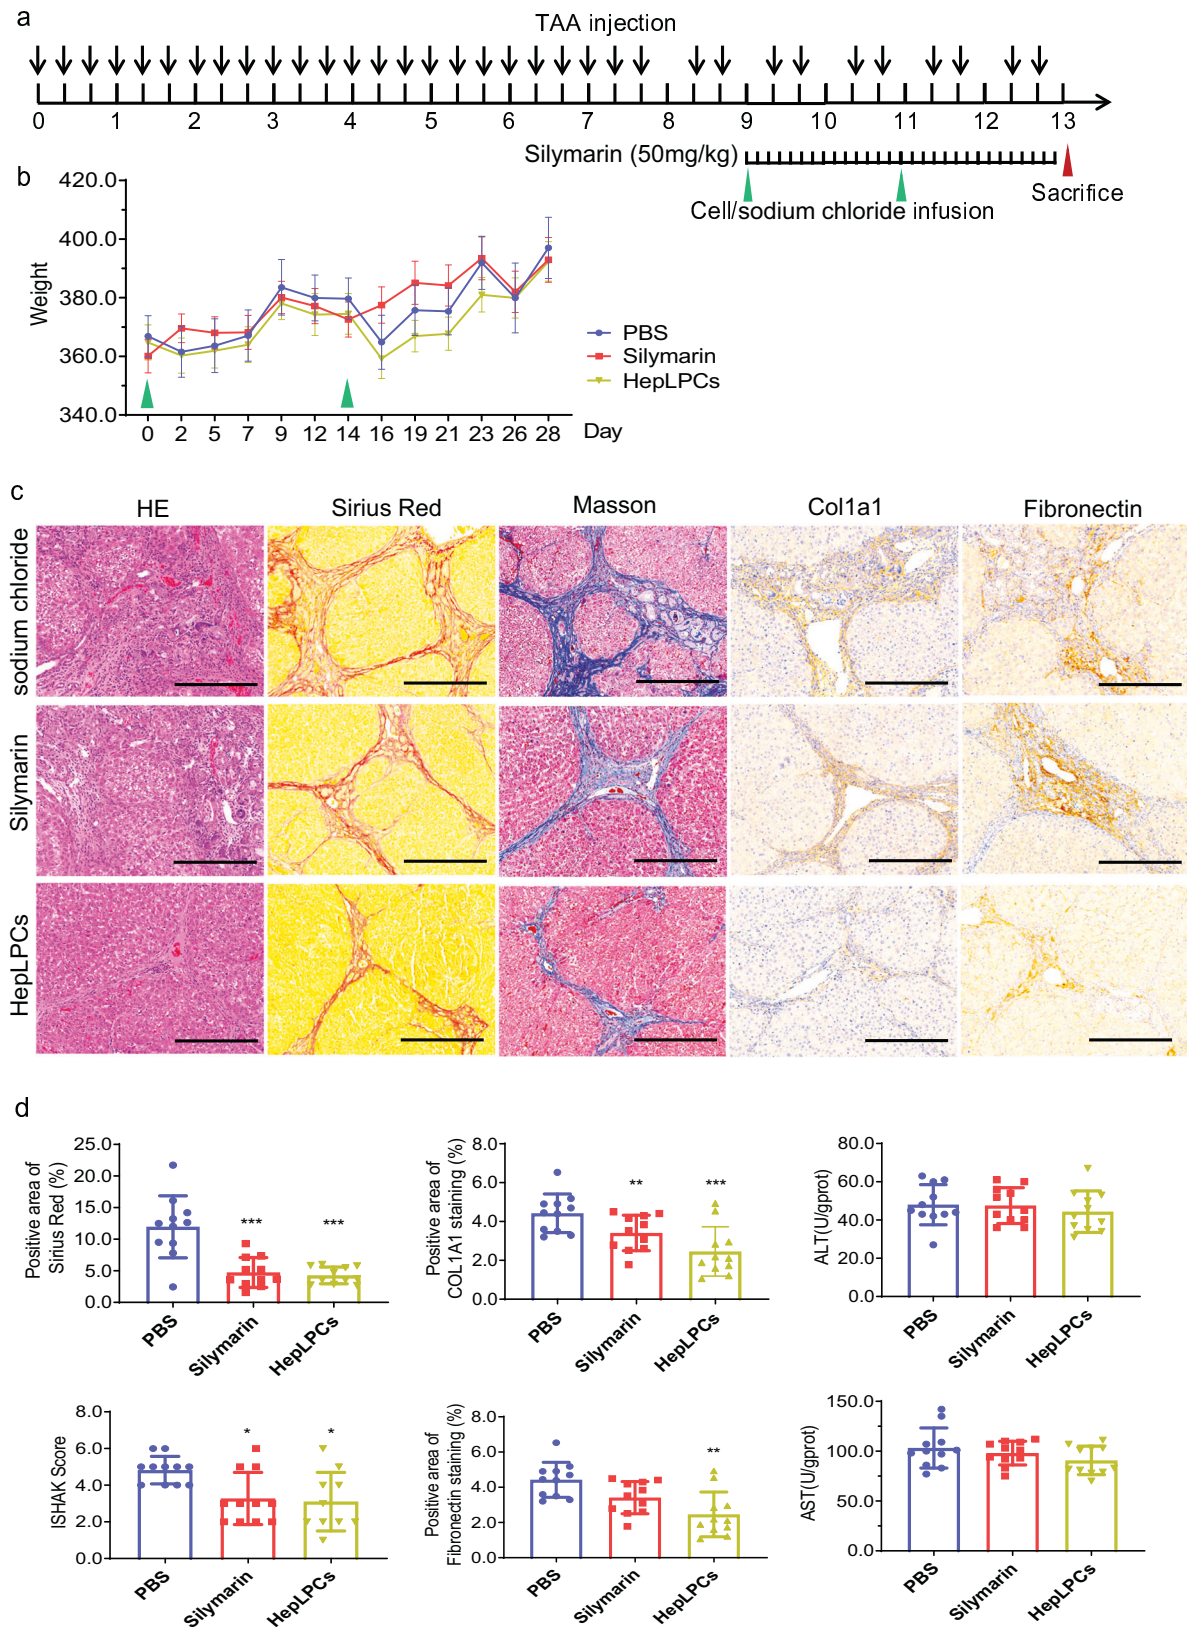 a
TAA injection
0 1 2 3 4 5 6 7 8 9 10 11 12 13
Silymarin (50mg/kg)
Cell/sodium chloride infusion
Sacrifice
b
420.0
400.0
380.0
360.0
340.0
Weight
0 2 5 7 9 12 14 16 19 21 23 26 28 Day
PBS
Silymarin
HepLPCs
c
HE Sirius Red Masson Col1a1 Fibronectin
sodium chloride
Silymarin
HepLPCs
d
Positive area of
Sirius Red (%)
25.0
20.0
15.0
10.0
5.0
0.0
*** ***
PBS Silymarin HepLPCs
Positive area of
COL1A1 staining (%)
8.0
6.0
4.0
2.0
0.0
** ***
PBS Silymarin HepLPCs
ALT(U/gprot)
80.0
60.0
40.0
20.0
0.0
PBS Silymarin HepLPCs
ISHAK Score
8.0
6.0
4.0
2.0
0.0
* *
PBS Silymarin HepLPCs
Positive area of
Fibronectin staining (%)
8.0
6.0
4.0
2.0
0.0
**
PBS Silymarin HepLPCs
AST(U/gprot)
150.0
100.0
50.0
0.0
PBS Silymarin HepLPCs